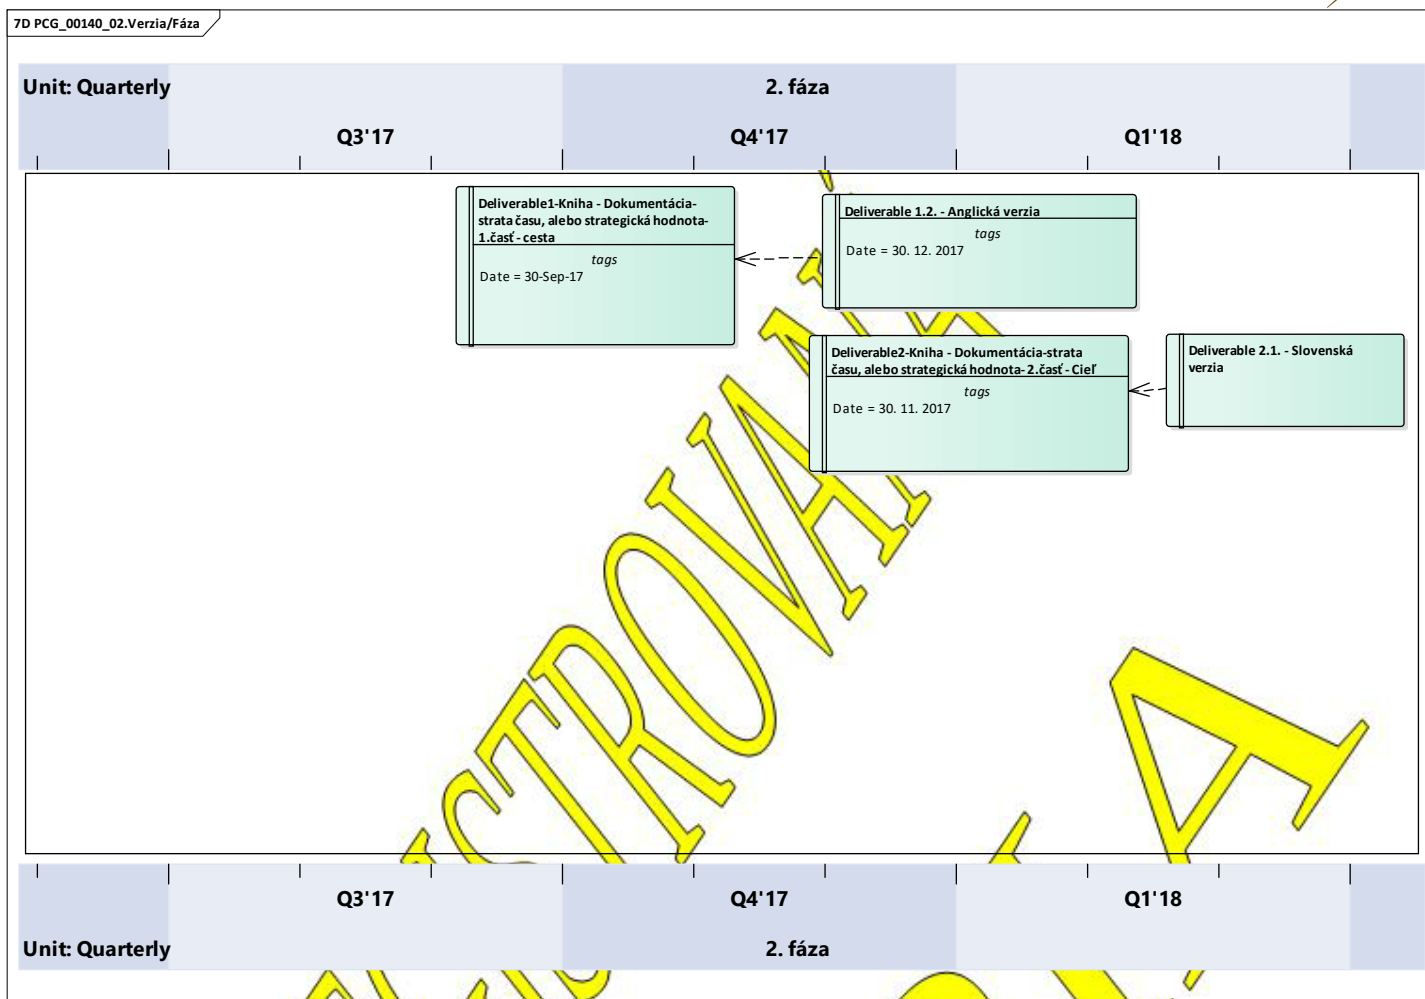 7D PCG_00140_02.Verzia/Fáza
Unit: Quarterly
2. fáza
Q3'17
Q4'17
Q1'18
Deliverable1-Kniha - Dokumentácia-
strata času, alebo strategická hodnota-
1.časť - cesta
tags
Date = 30-Sep-17
Deliverable 1.2. - Anglická verzia
tags
Date = 30. 12. 2017
Deliverable2-Kniha - Dokumentácia-strata
času, alebo strategická hodnota- 2.časť - Cieľ
tags
Date = 30. 11. 2017
Deliverable 2.1. - Slovenská
verzia
Q3'17
Q4'17
Q1'18
Unit: Quarterly
2. fáza